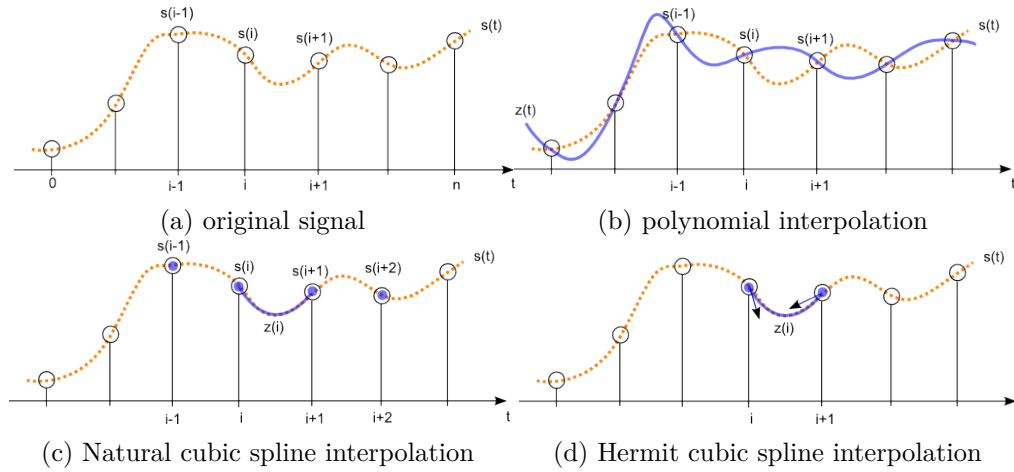 s(i-1)
s(i)
s(i+1)
s(t)
0
i-1
i
i+1
n
t
(a) original signal
s(i-1)
s(i)
s(i+1)
s(t)
z(t)
i-1
i
i+1
t
(b) polynomial interpolation
s(i-1)
s(i)
s(i+1)
s(i+2)
s(t)
z(i)
i-1
i
i+1
i+2
t
(c) Natural cubic spline interpolation
s(t)
z(i)
i
i+1
t
(d) Hermit cubic spline interpolation